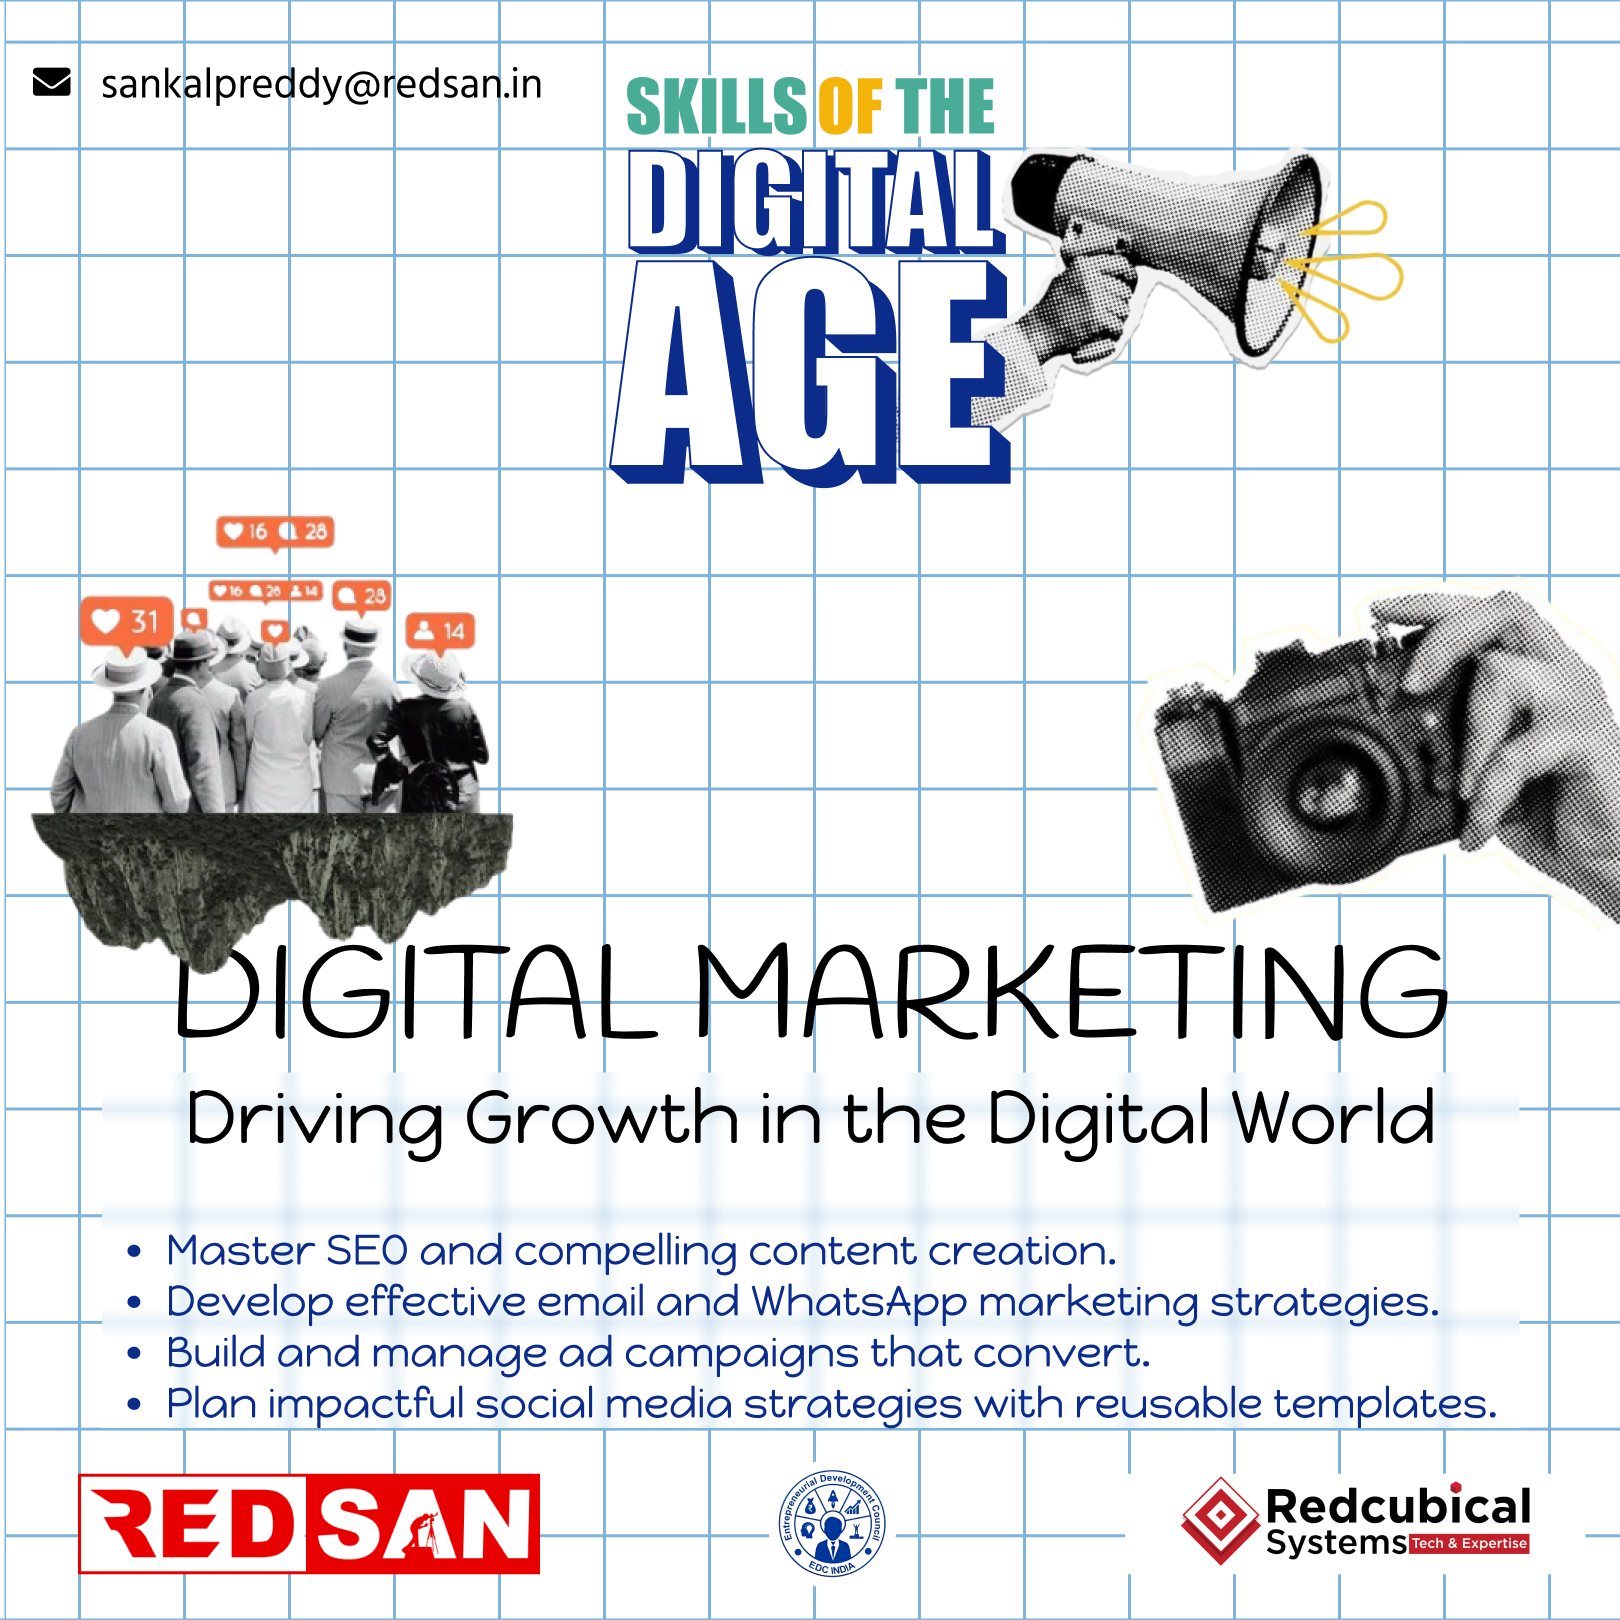 sankalpreddy@redsan.in
SKILLS OF THE
DIGITAL
AGE
16 28
16 28 14
31
28
14
DIGITAL MARKETING
Driving Growth in the Digital World
• Master SEO and compelling content creation.
• Develop effective email and WhatsApp marketing strategies.
• Build and manage ad campaigns that convert.
• Plan impactful social media strategies with reusable templates.
REDSAN
Entrepreneurial Development Council
EDC INDIA
Redcubical
Systems Tech & Expertise